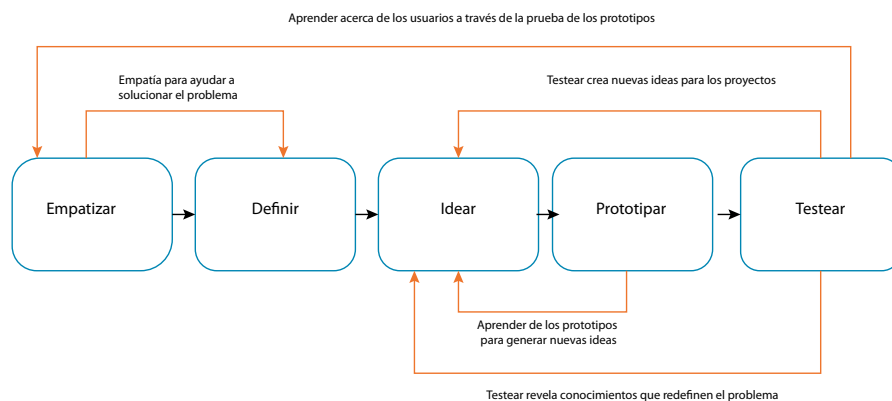 Aprender acerca de los usuarios a través de la prueba de los prototipos
Empatía para ayudar a
solucionar el problema
Testear crea nuevas ideas para los proyectos
Empatizar
Definir
Idear
Prototipar
Testear
Aprender de los prototipos
para generar nuevas ideas
Testear revela conocimientos que redefinen el problema